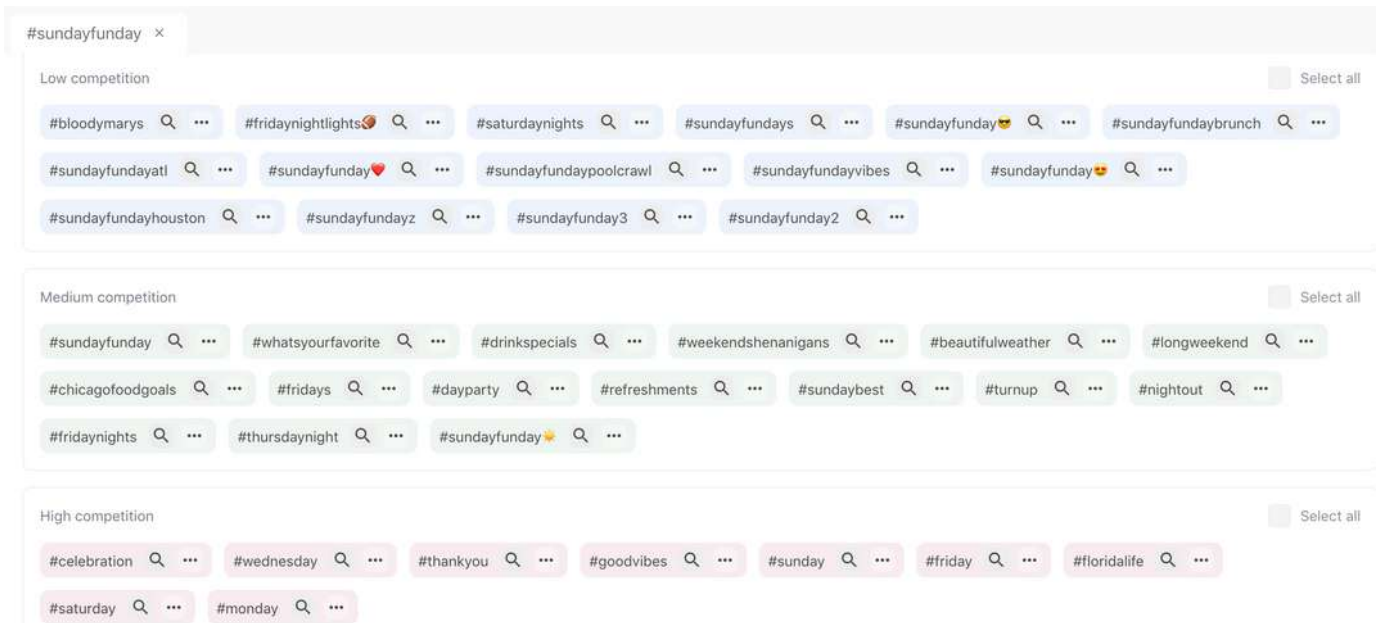 #sundayfunday ×
Low competition Select all
#bloodymarys #fridaynightlights🏈 #saturdaynights #sundayfundays #sundayfunday😎 #sundayfundaybrunch
#sundayfundayatl #sundayfunday❤️ #sundayfundaypoolcrawl #sundayfundayvibes #sundayfunday😍
#sundayfundayhouston #sundayfundayz #sundayfunday3 #sundayfunday2
Medium competition Select all
#sundayfunday #whatsyourfavorite #drinkspecials #weekendshenanigans #beautifulweather #longweekend
#chicagofoodgoals #fridays #dayparty #refreshments #sundaybest #turnup #nightout
#fridaynights #thursdaynight #sundayfunday☀️
High competition Select all
#celebration #wednesday #thankyou #goodvibes #sunday #friday #floridalife
#saturday #monday